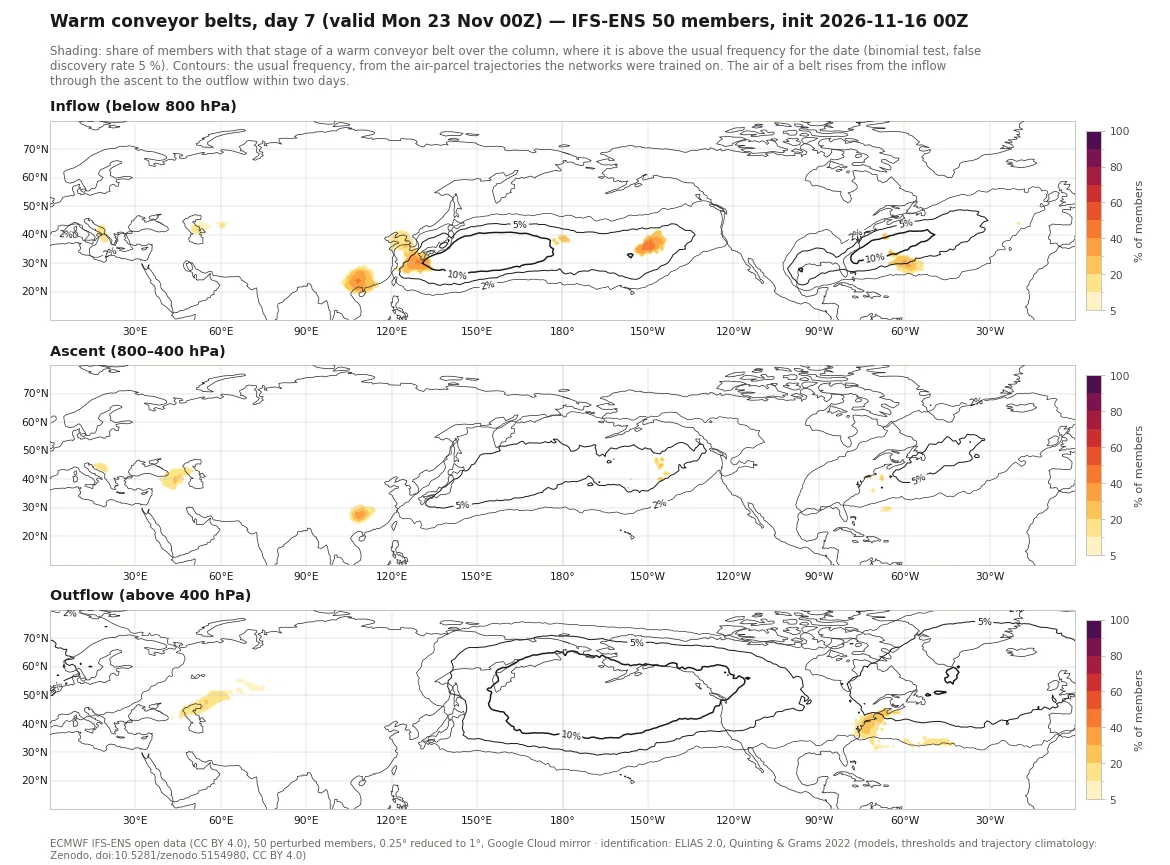 Warm conveyor belts, day 7 (valid Mon 23 Nov 00Z) — IFS-ENS 50 members, init 2026-11-16 00Z
Shading: share of members with that stage of a warm conveyor belt over the column, where it is above the usual frequency for the date (binomial test, false
discovery rate 5 %). Contours: the usual frequency, from the air-parcel trajectories the networks were trained on. The air of a belt rises from the inflow
through the ascent to the outflow within two days.
Inflow (below 800 hPa)
70°N
60°N
50°N
40°N
30°N
20°N
2%
2%
5%
10%
2%
2%
5%
10%
30°E 60°E 90°E 120°E 150°E 180° 150°W 120°W 90°W 60°W 30°W
100
80
60
40
20
5
% of members
Ascent (800–400 hPa)
70°N
60°N
50°N
40°N
30°N
20°N
5%
2%
5%
2%
30°E 60°E 90°E 120°E 150°E 180° 150°W 120°W 90°W 60°W 30°W
100
80
60
40
20
5
% of members
Outflow (above 400 hPa)
70°N
60°N
50°N
40°N
30°N
20°N
2%
5%
10%
5%
30°E 60°E 90°E 120°E 150°E 180° 150°W 120°W 90°W 60°W 30°W
100
80
60
40
20
5
% of members
ECMWF IFS-ENS open data (CC BY 4.0), 50 perturbed members, 0.25° reduced to 1°, Google Cloud mirror · identification: ELIAS 2.0, Quinting & Grams 2022 (models, thresholds and trajectory climatology:
Zenodo, doi:10.5281/zenodo.5154980, CC BY 4.0)